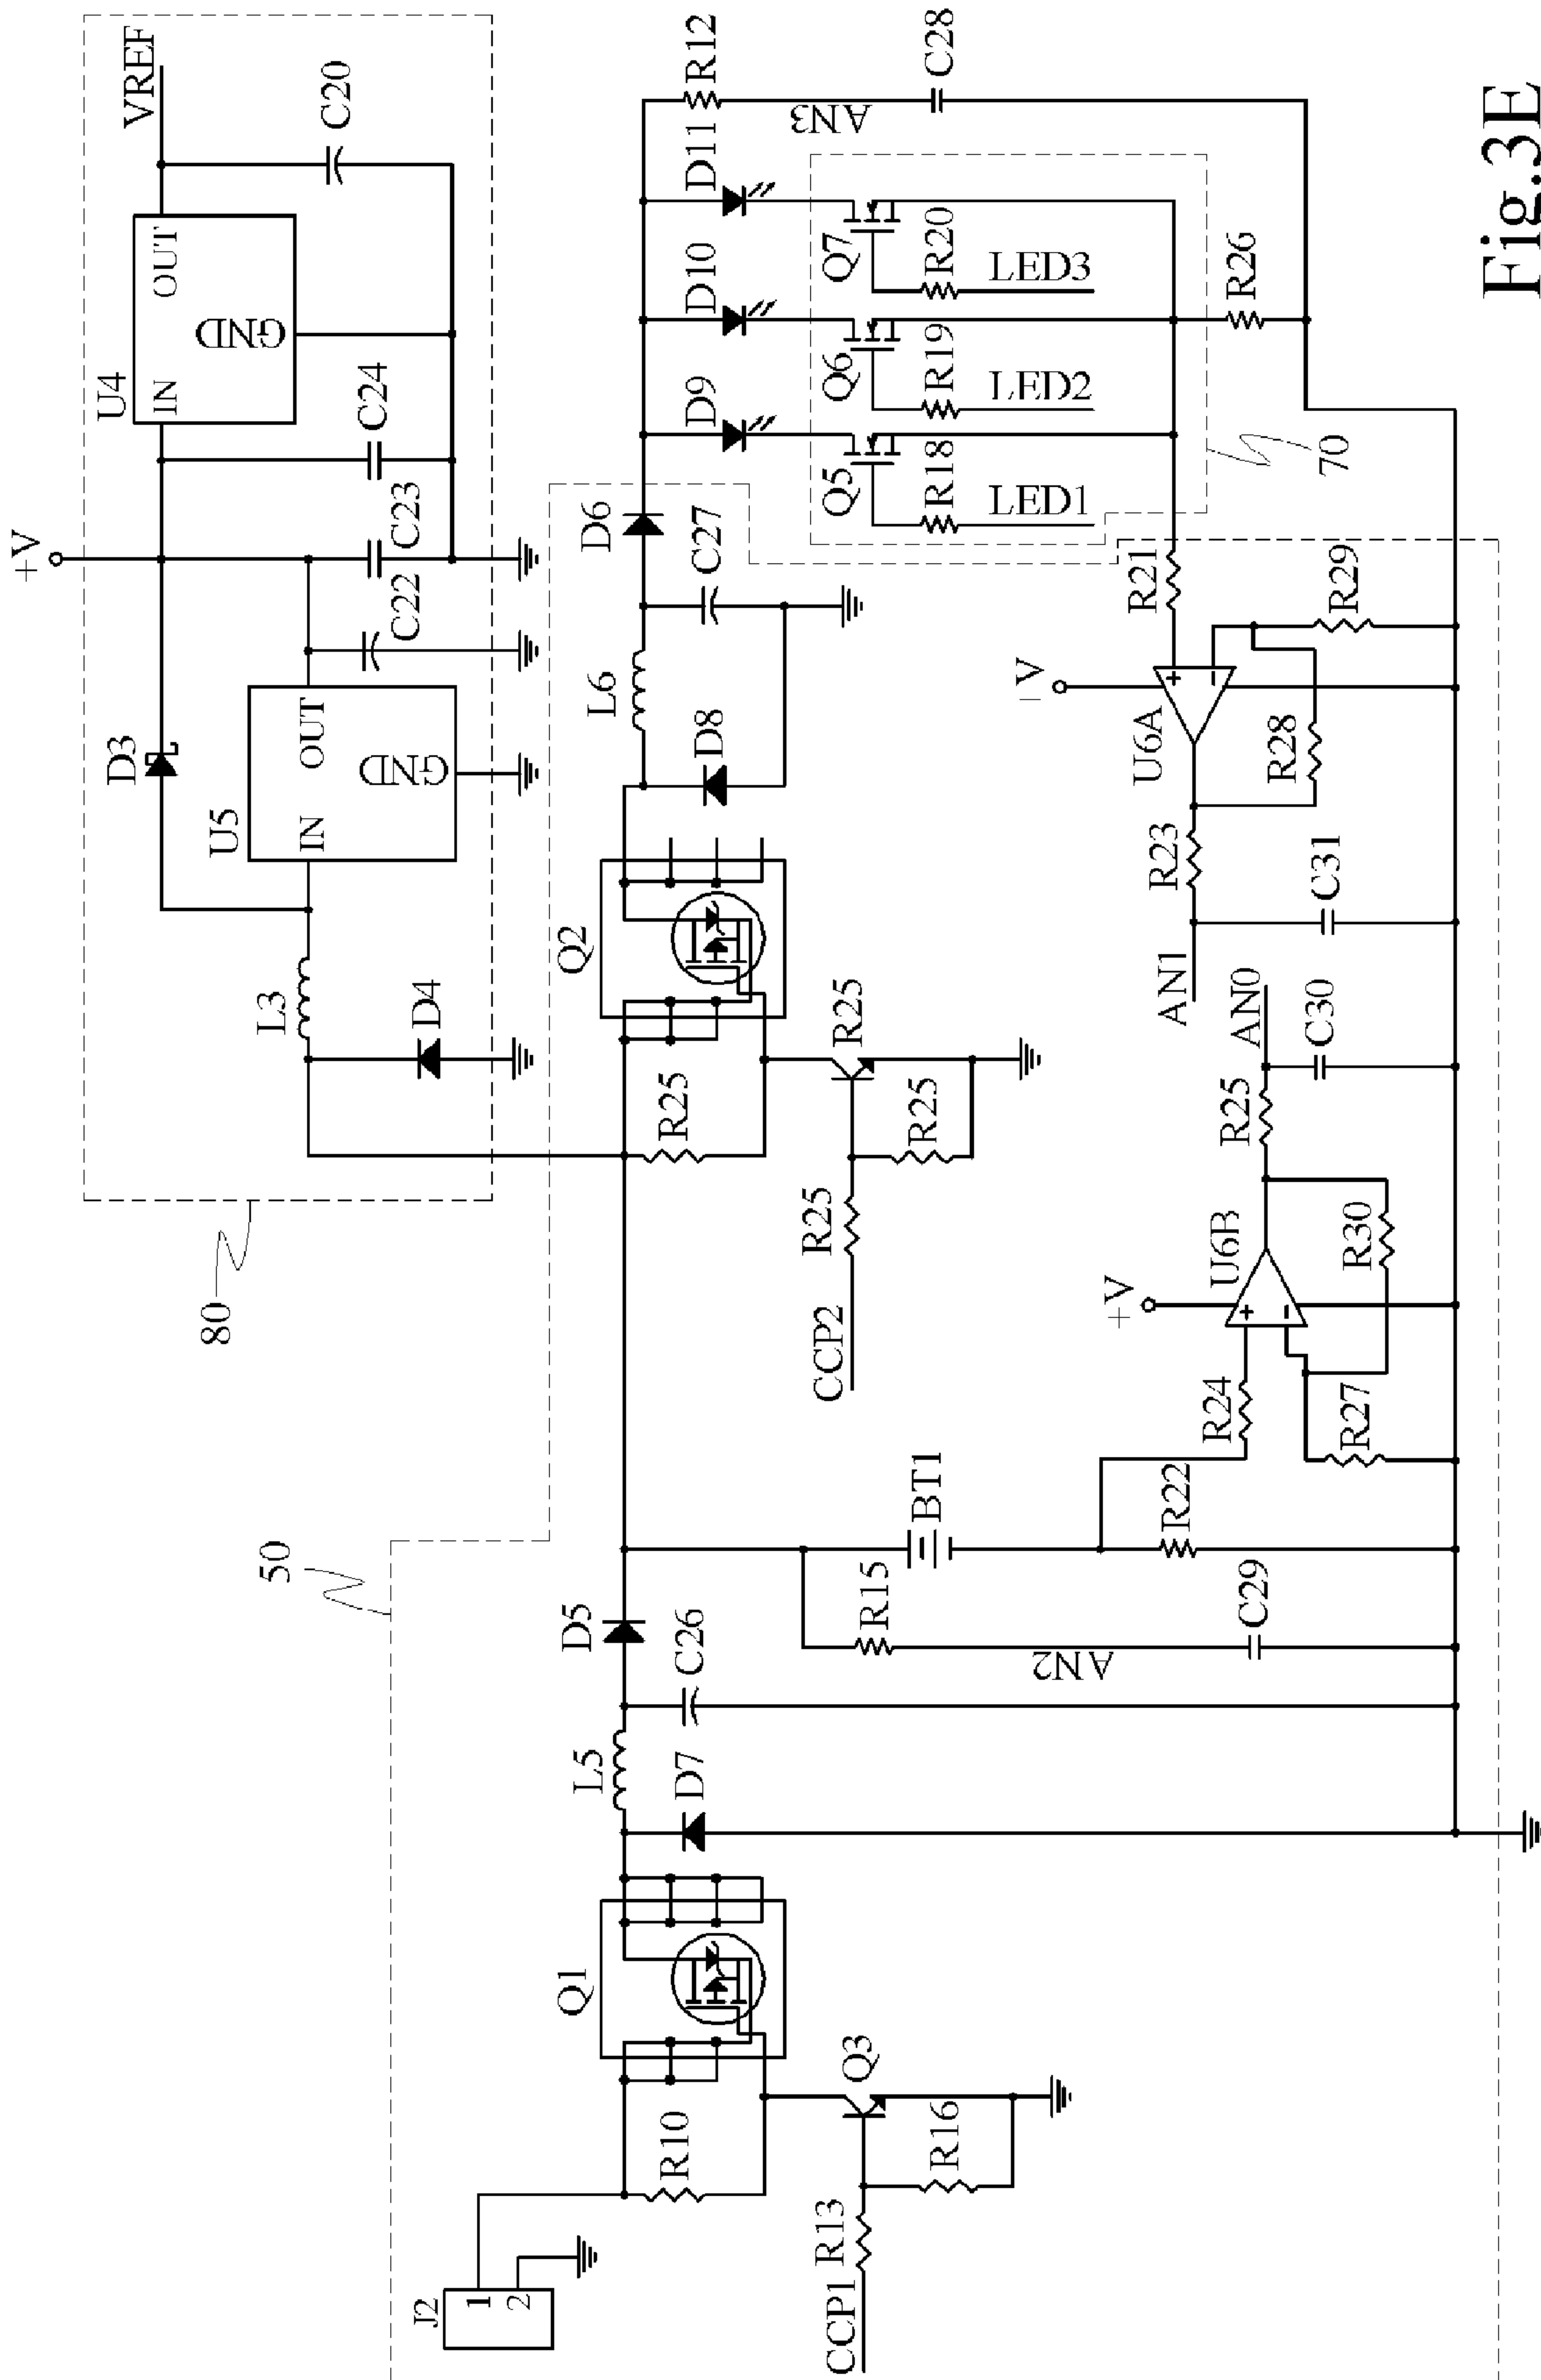 Fig.3E
80
+V
VREF
U4
IN
OUT
GND
C20
C24
C23
C22
D3
U5
IN
OUT
GND
L3
D4
50
J2
1
2
Q1
R10
CCP1
R13
Q3
R16
L5
D7
C26
D5
R15
AN2
C29
BT1
R22
R24
R27
+V
U6B
R30
R25
AN0
C30
Q2
R25
CCP2
R25
R25
R25
L6
D8
C27
D6
D9
D10
D11
R12
AN3
C28
Q5
Q6
Q7
R18
R19
R20
LED1
LED2
LED3
70
R26
R21
+V
U6A
R29
R28
R23
AN1
C31